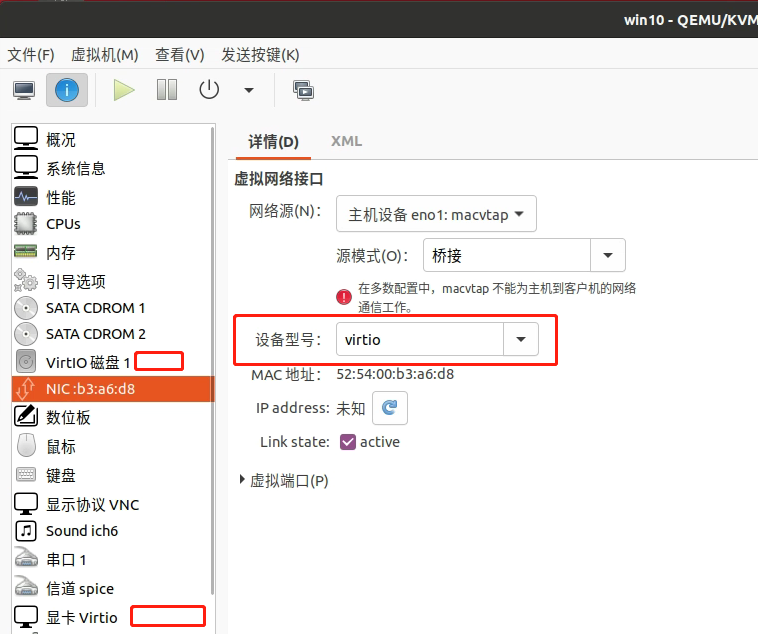 win10 - QEMU/KVM
文件(F) 虚拟机(M) 查看(V) 发送按键(K)
概况
系统信息
性能
CPUs
内存
引导选项
SATA CDROM 1
SATA CDROM 2
VirtIO 磁盘 1
NIC :b3:a6:d8
数位板
鼠标
键盘
显示协议 VNC
Sound ich6
串口 1
信道 spice
显卡 Virtio
详情(D) XML
虚拟网络接口
网络源(N)： 主机设备 eno1: macvtap
源模式(O)： 桥接
在多数配置中，macvtap 不能为主机到客户机的网络
通信工作。
设备型号： virtio
MAC 地址： 52:54:00:b3:a6:d8
IP address: 未知
Link state: active
虚拟端口(P)